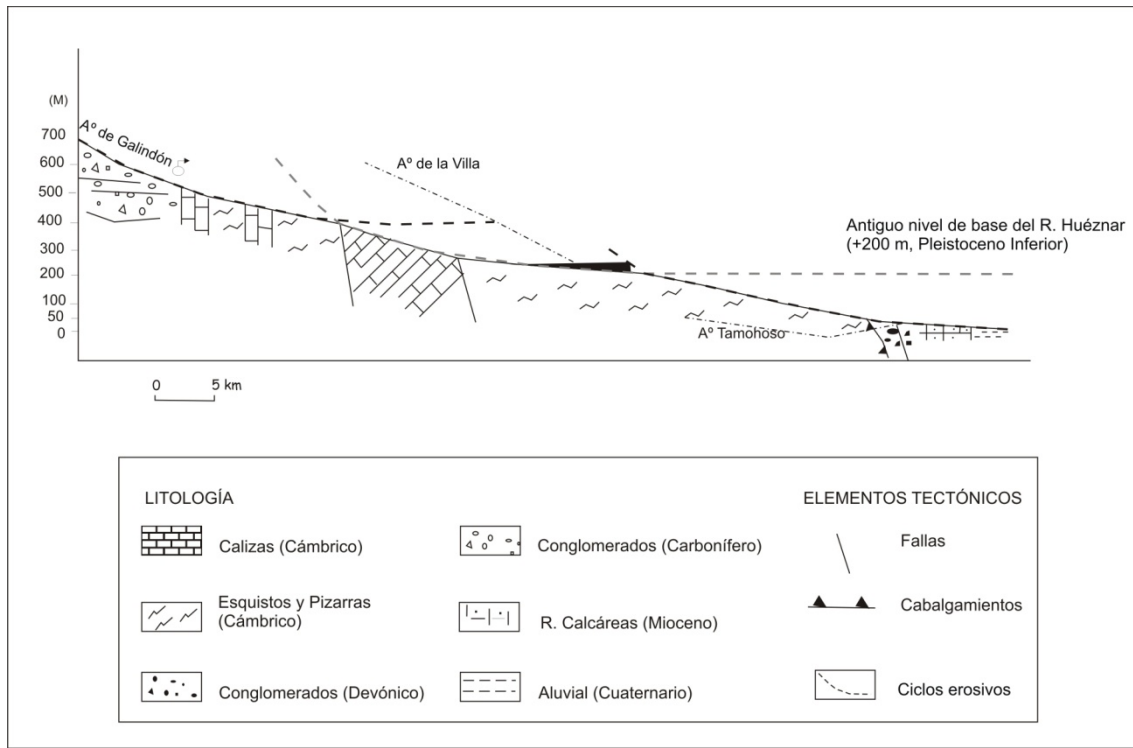 (M)
700
600
500
400
300
200
100
50
0
Aº de Galindón
Aº de la Villa
Antiguo nivel de base del R. Huéznar
(+200 m, Pleistoceno Inferior)
Aº Tamohoso
0 5 km
LITOLOGÍA
Calizas (Cámbrico)
Esquistos y Pizarras
(Cámbrico)
Conglomerados (Devónico)
Conglomerados (Carbonífero)
R. Calcáreas (Mioceno)
Aluvial (Cuaternario)
ELEMENTOS TECTÓNICOS
Fallas
Cabalgamientos
Ciclos erosivos